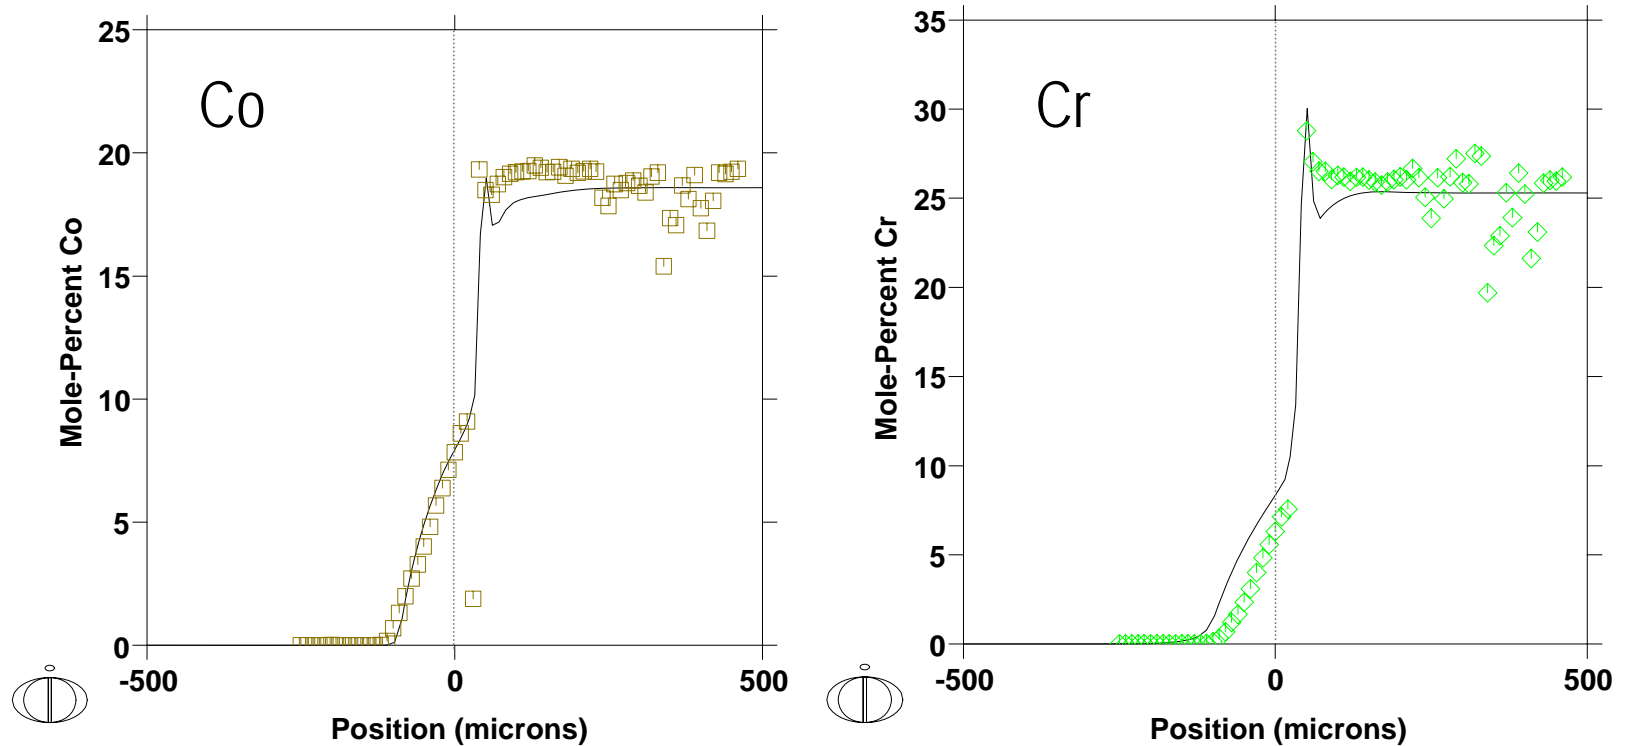 Co
25
20
15
10
5
0
-500 0 500
Mole-Percent Co
Position (microns)
Cr
35
30
25
20
15
10
5
0
-500 0 500
Mole-Percent Cr
Position (microns)